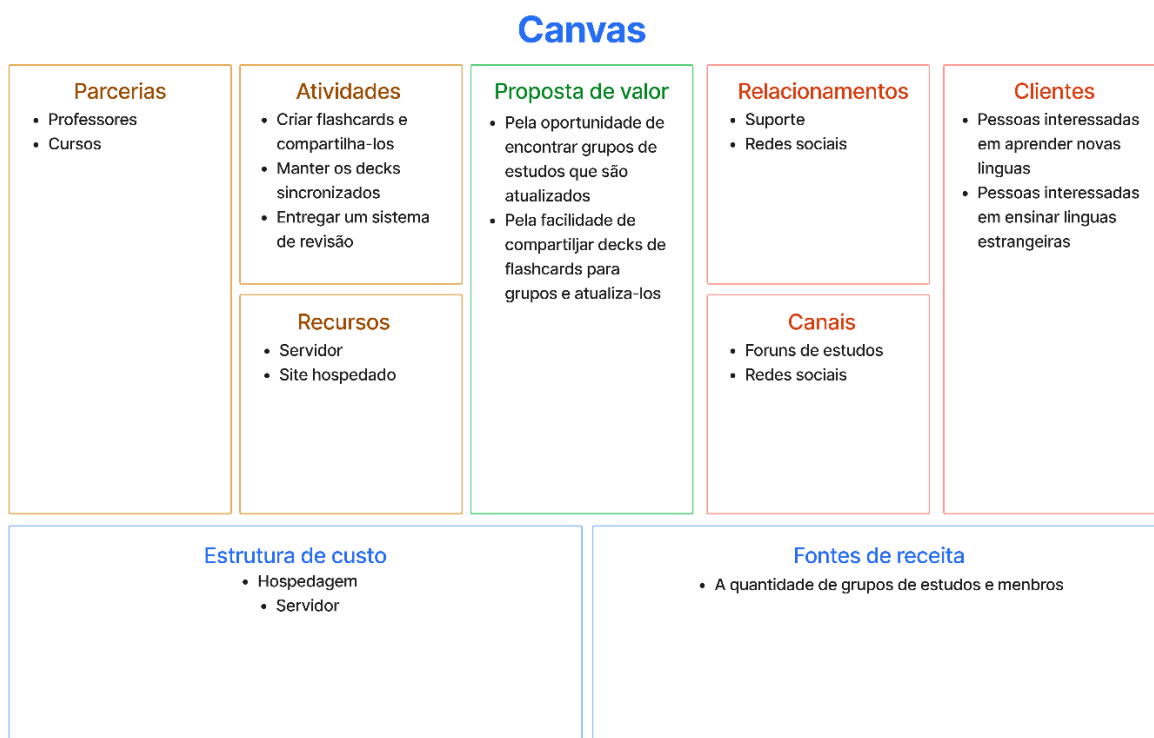 Canvas
Parcerias
• Professores
• Cursos
Atividades
• Criar flashcards e
compartilha-los
• Manter os decks
sincronizados
• Entregar um sistema
de revisão
Recursos
• Servidor
• Site hospedado
Proposta de valor
• Pela oportunidade de
encontrar grupos de
estudos que são
atualizados
• Pela facilidade de
compartiljar decks de
flashcards para
grupos e atualiza-los
Relacionamentos
• Suporte
• Redes sociais
Canais
• Foruns de estudos
• Redes sociais
Clientes
• Pessoas interessadas
em aprender novas
linguas
• Pessoas interessadas
em ensinar linguas
estrangeiras
Estrutura de custo
• Hospedagem
• Servidor
Fontes de receita
• A quantidade de grupos de estudos e menbros